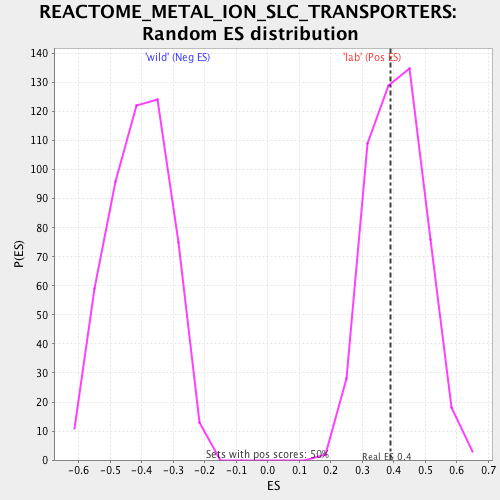 REACTOME_METAL_ION_SLC_TRANSPORTERS:
Random ES distribution
'wild' (Neg ES)
'lab' (Pos ES)
140
130
120
110
100
90
80
70
60
50
40
30
20
10
0
P(ES)
Sets with pos scores: 50%
Real ES 0.4
-0.6 -0.5 -0.4 -0.3 -0.2 -0.1 0.0 0.1 0.2 0.3 0.4 0.5 0.6 0.7
ES